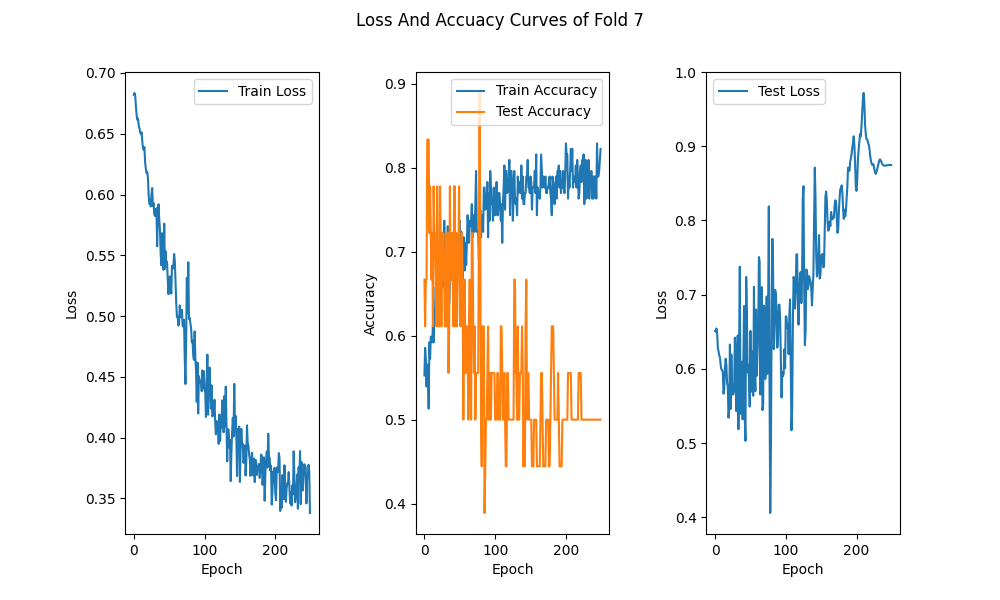 Loss And Accuacy Curves of Fold 7
0.70
0.65
0.60
0.55
0.50
0.45
0.40
0.35
0
100
200
Loss
Epoch
Train Loss
0.9
0.8
0.7
0.6
0.5
0.4
0
100
200
Accuracy
Epoch
Train Accuracy
Test Accuracy
1.0
0.9
0.8
0.7
0.6
0.5
0.4
0
100
200
Loss
Epoch
Test Loss